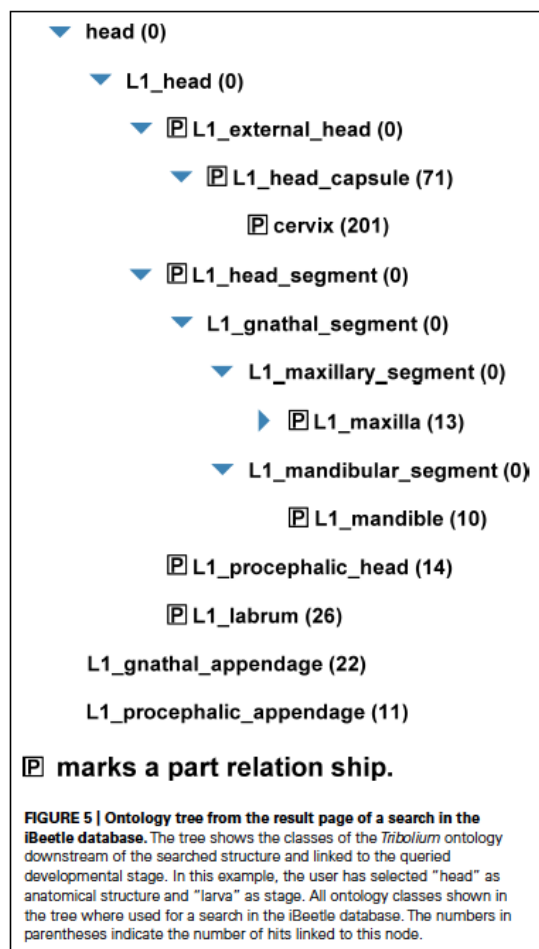 head (0)
L1_head (0)
P L1_external_head (0)
P L1_head_capsule (71)
P cervix (201)
P L1_head_segment (0)
L1_gnathal_segment (0)
L1_maxillary_segment (0)
P L1_maxilla (13)
L1_mandibular_segment (0)
P L1_mandible (10)
P L1_procephalic_head (14)
P L1_labrum (26)
L1_gnathal_appendage (22)
L1_procephalic_appendage (11)
P marks a part relation ship.
FIGURE 5 | Ontology tree from the result page of a search in the
iBeetle database. The tree shows the classes of the Tribolium ontology
downstream of the searched structure and linked to the queried
developmental stage. In this example, the user has selected "head" as
anatomical structure and "larva" as stage. All ontology classes shown in
the tree where used for a search in the iBeetle database. The numbers in
parentheses indicate the number of hits linked to this node.